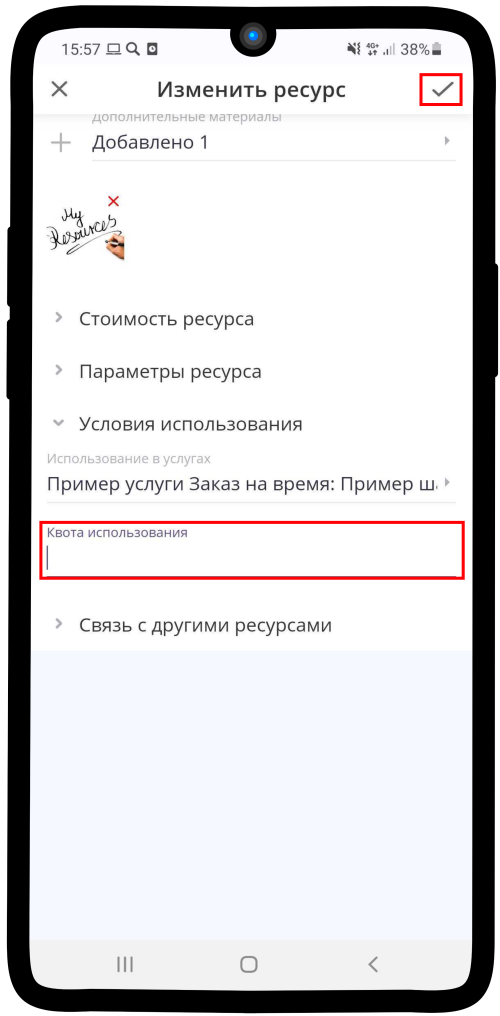 15:57 4G+ 38%
Изменить ресурс
Дополнительные материалы
Добавлено 1
My
Resources
Стоимость ресурса
Параметры ресурса
Условия использования
Использование в услугах
Пример услуги Заказ на время: Пример ш
Квота использования
Связь с другими ресурсами